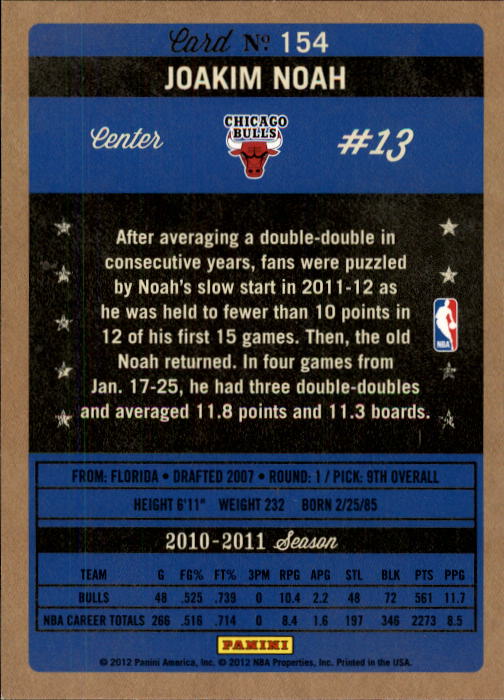 Card Nº 154
JOAKIM NOAH
Center
CHICAGO
BULLS
#13
After averaging a double-double in
consecutive years, fans were puzzled
by Noah's slow start in 2011-12 as
he was held to fewer than 10 points in
12 of his first 15 games. Then, the old
Noah returned. In four games from
Jan. 17-25, he had three double-doubles
and averaged 11.8 points and 11.3 boards.
NBA
FROM: FLORIDA • DRAFTED 2007 • ROUND: 1 / PICK: 9TH OVERALL
HEIGHT 6'11" WEIGHT 232 BORN 2/25/85
2010-2011 Season
TEAM G FG% FT% 3PM RPG APG STL BLK PTS PPG
BULLS 48 .525 .739 0 10.4 2.2 48 72 561 11.7
NBA CAREER TOTALS 266 .516 .714 0 8.4 1.6 197 346 2273 8.5
PANINI
© 2012 Panini America, Inc. © 2012 NBA Properties, Inc. Printed in the USA.